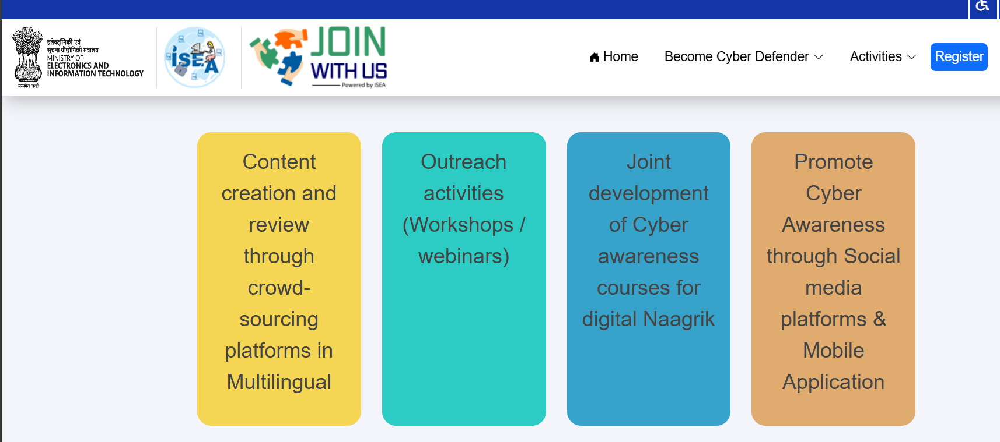 इलेक्ट्रॉनिकी एवं
सूचना प्रौद्योगिकी मंत्रालय
MINISTRY OF
ELECTRONICS AND
INFORMATION TECHNOLOGY
सत्यमेव जयते
iSEA
JOIN
WITH US
Powered by ISEA
Home
Become Cyber Defender
Activities
Register
Content
creation and
review
through
crowd-
sourcing
platforms in
Multilingual
Outreach
activities
(Workshops /
webinars)
Joint
development
of Cyber
awareness
courses for
digital Naagrik
Promote
Cyber
Awareness
through Social
media
platforms &
Mobile
Application